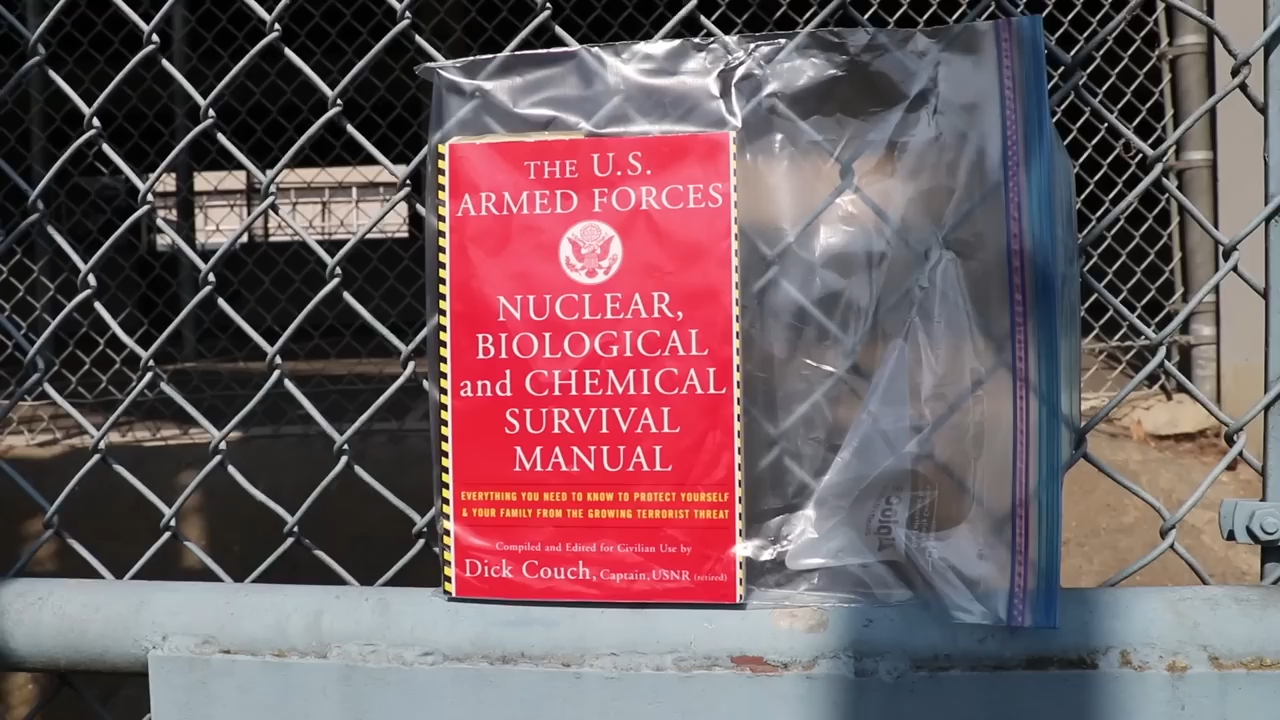 THE U.S.
ARMED FORCES
NUCLEAR,
BIOLOGICAL
and CHEMICAL
SURVIVAL
MANUAL
EVERYTHING YOU NEED TO KNOW TO PROTECT YOURSELF
& YOUR FAMILY FROM THE GROWING TERRORIST THREAT
Compiled and Edited for Civilian Use by
Dick Couch, Captain, USNR (retired)
Ziploc